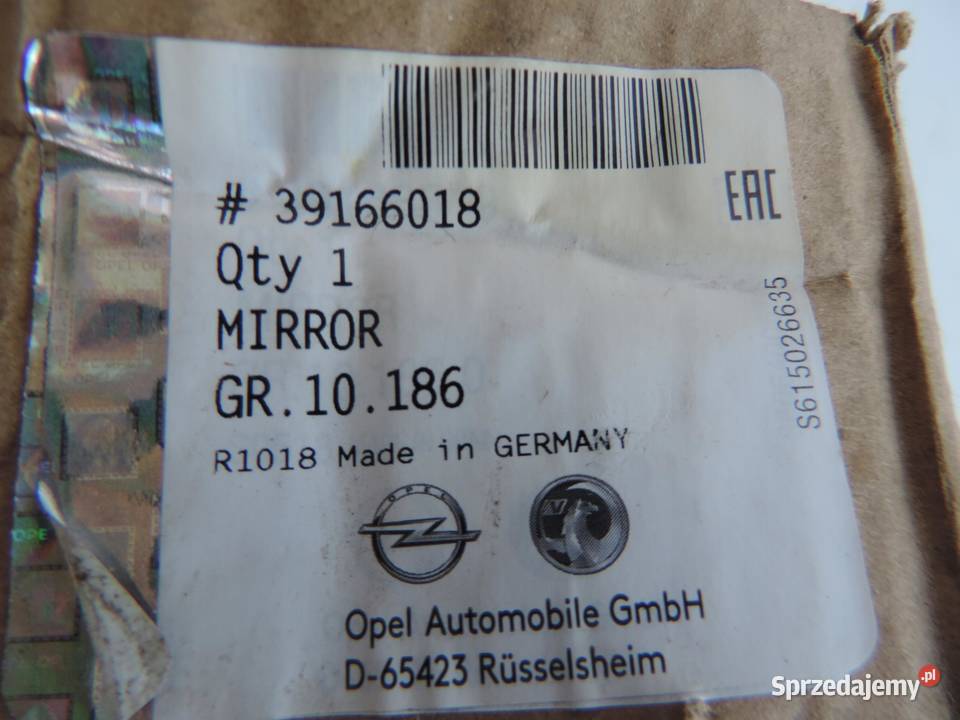 # 39166018
EAC
Qty 1
MIRROR
GR.10.186
R1018 Made in GERMANY
S615026635
OPEL
Opel Automobile GmbH
D-65423 Rüsselsheim
Sprzedajemy.pl